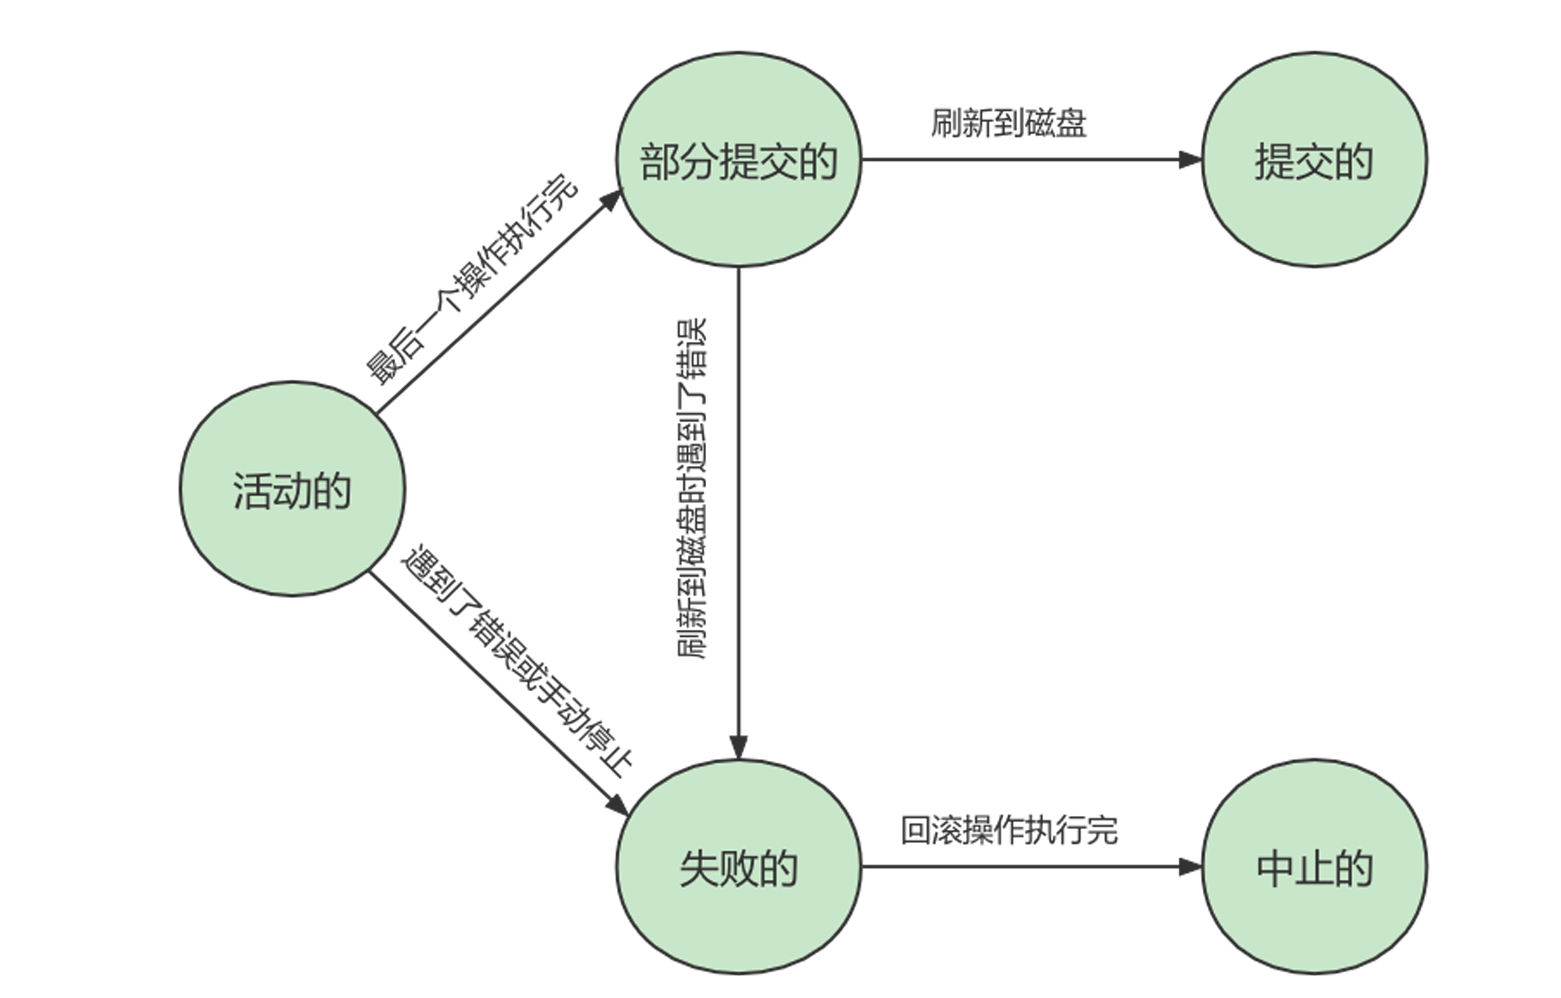 部分提交的
刷新到磁盘
提交的
最后一个操作执行完
刷新到磁盘时遇到了错误
活动的
遇到了错误或手动停止
失败的
回滚操作执行完
中止的